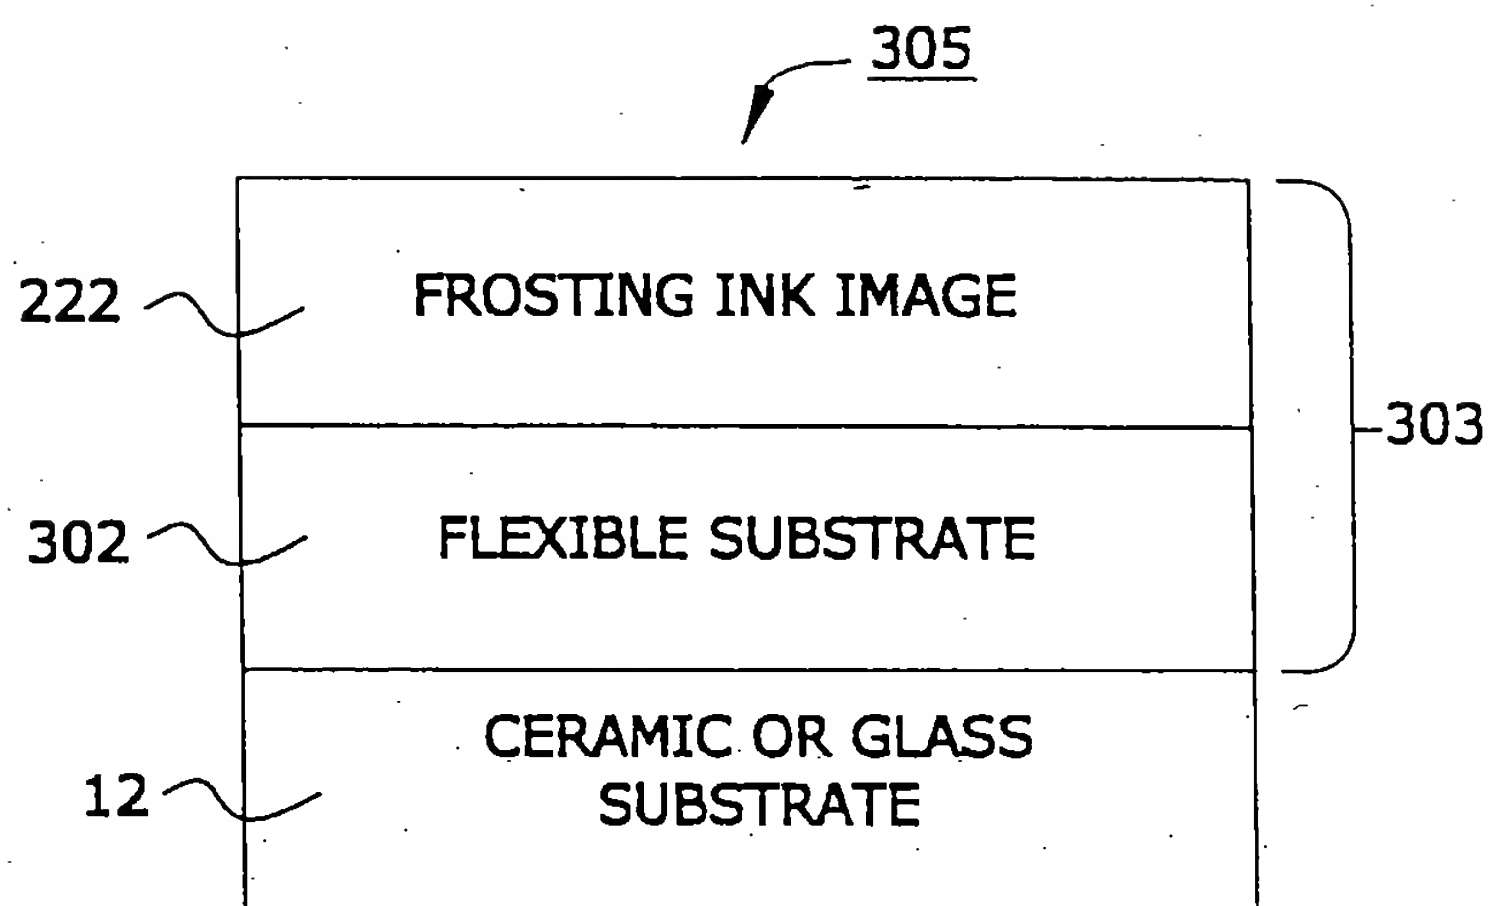 305
222
FROSTING INK IMAGE
303
302
FLEXIBLE SUBSTRATE
12
CERAMIC OR GLASS
SUBSTRATE